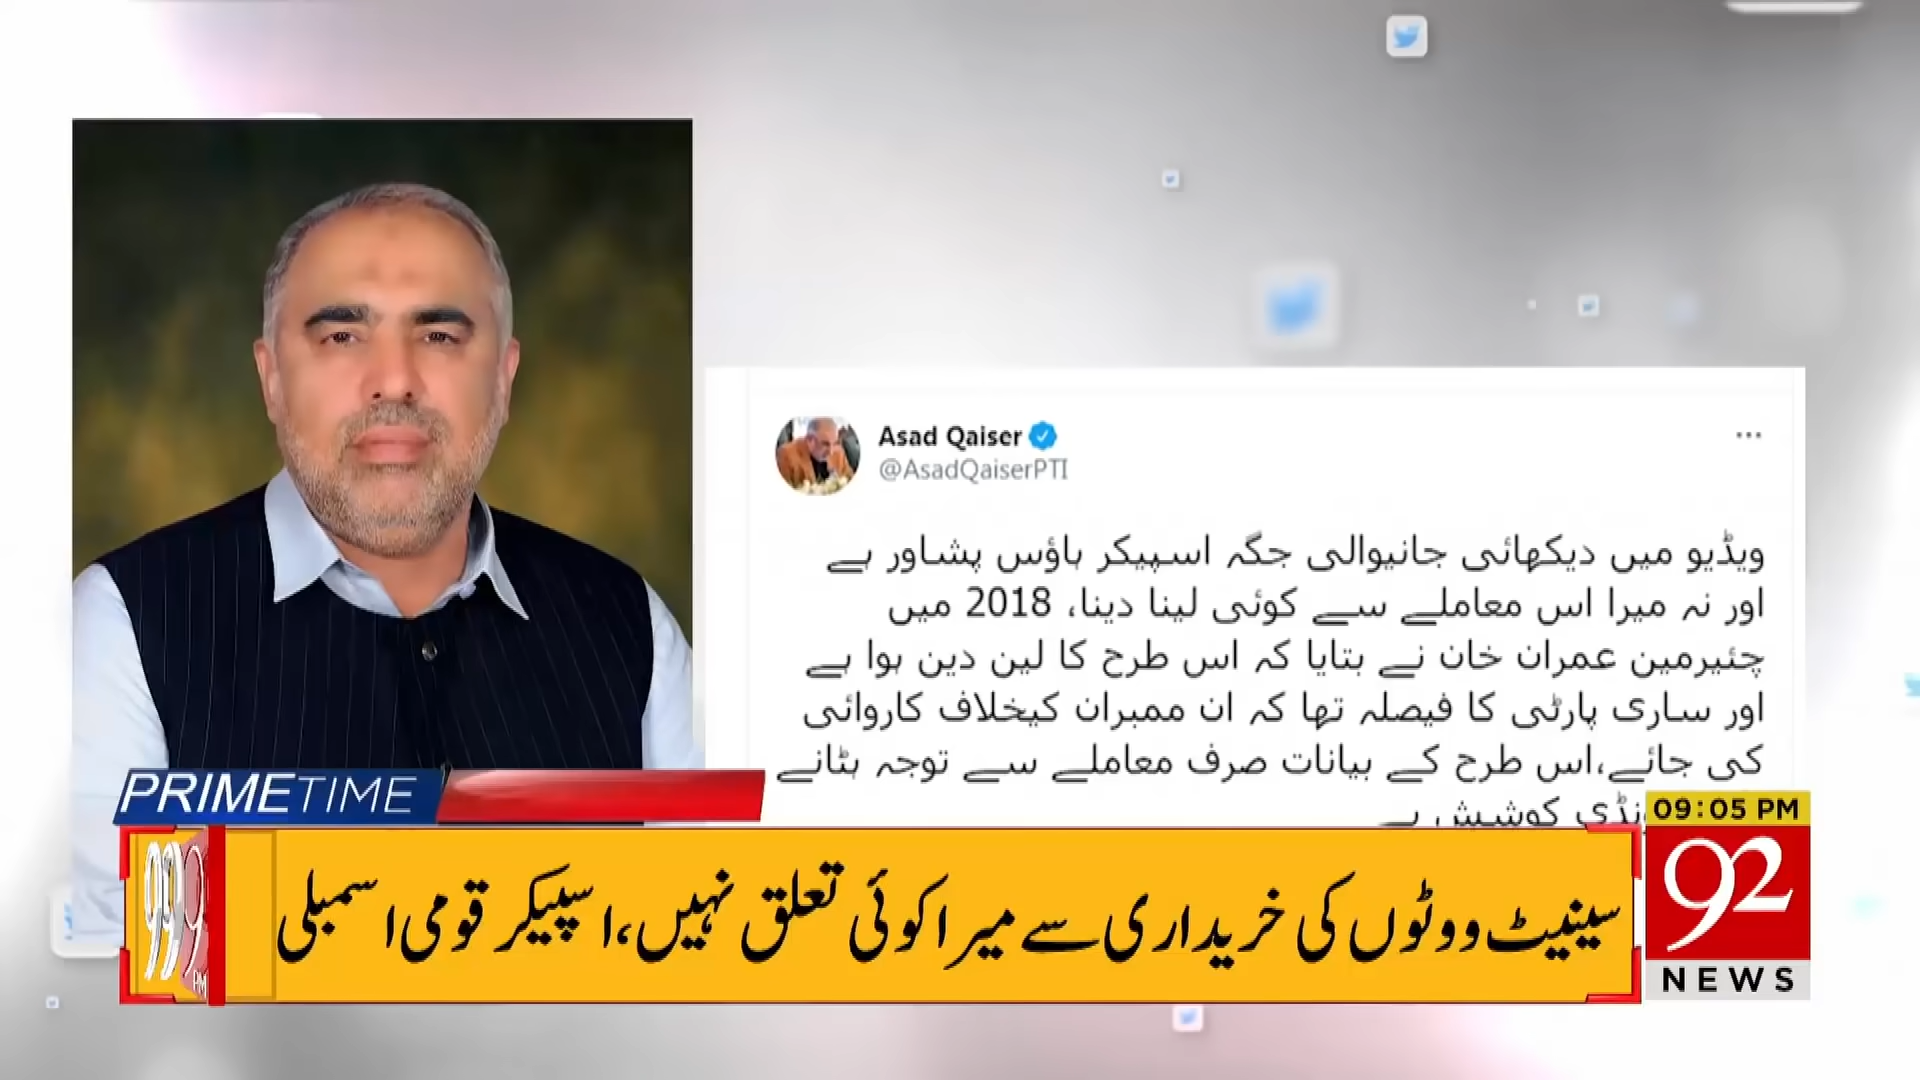 Asad Qaiser
@AsadQaiserPTI
ویڈیو میں دیکھائی جانیوالی جگہ اسپیکر ہاؤس پشاور ہے
اور نہ میرا اس معاملے سے کوئی لینا دینا، 2018 میں
چئیرمین عمران خان نے بتایا کہ اس طرح کا لین دین ہوا ہے
اور ساری پارٹی کا فیصلہ تھا کہ ان ممبران کیخلاف کاروائی
کی جائے،اس طرح کے بیانات صرف معاملے سے توجہ ہٹانے
کوشش ہے
PRIMETIME
09:05 PM
سینیٹ ووٹوں کی خریداری سے میرا کوئی تعلق نہیں، اسپیکر قومی اسمبلی
92
NEWS